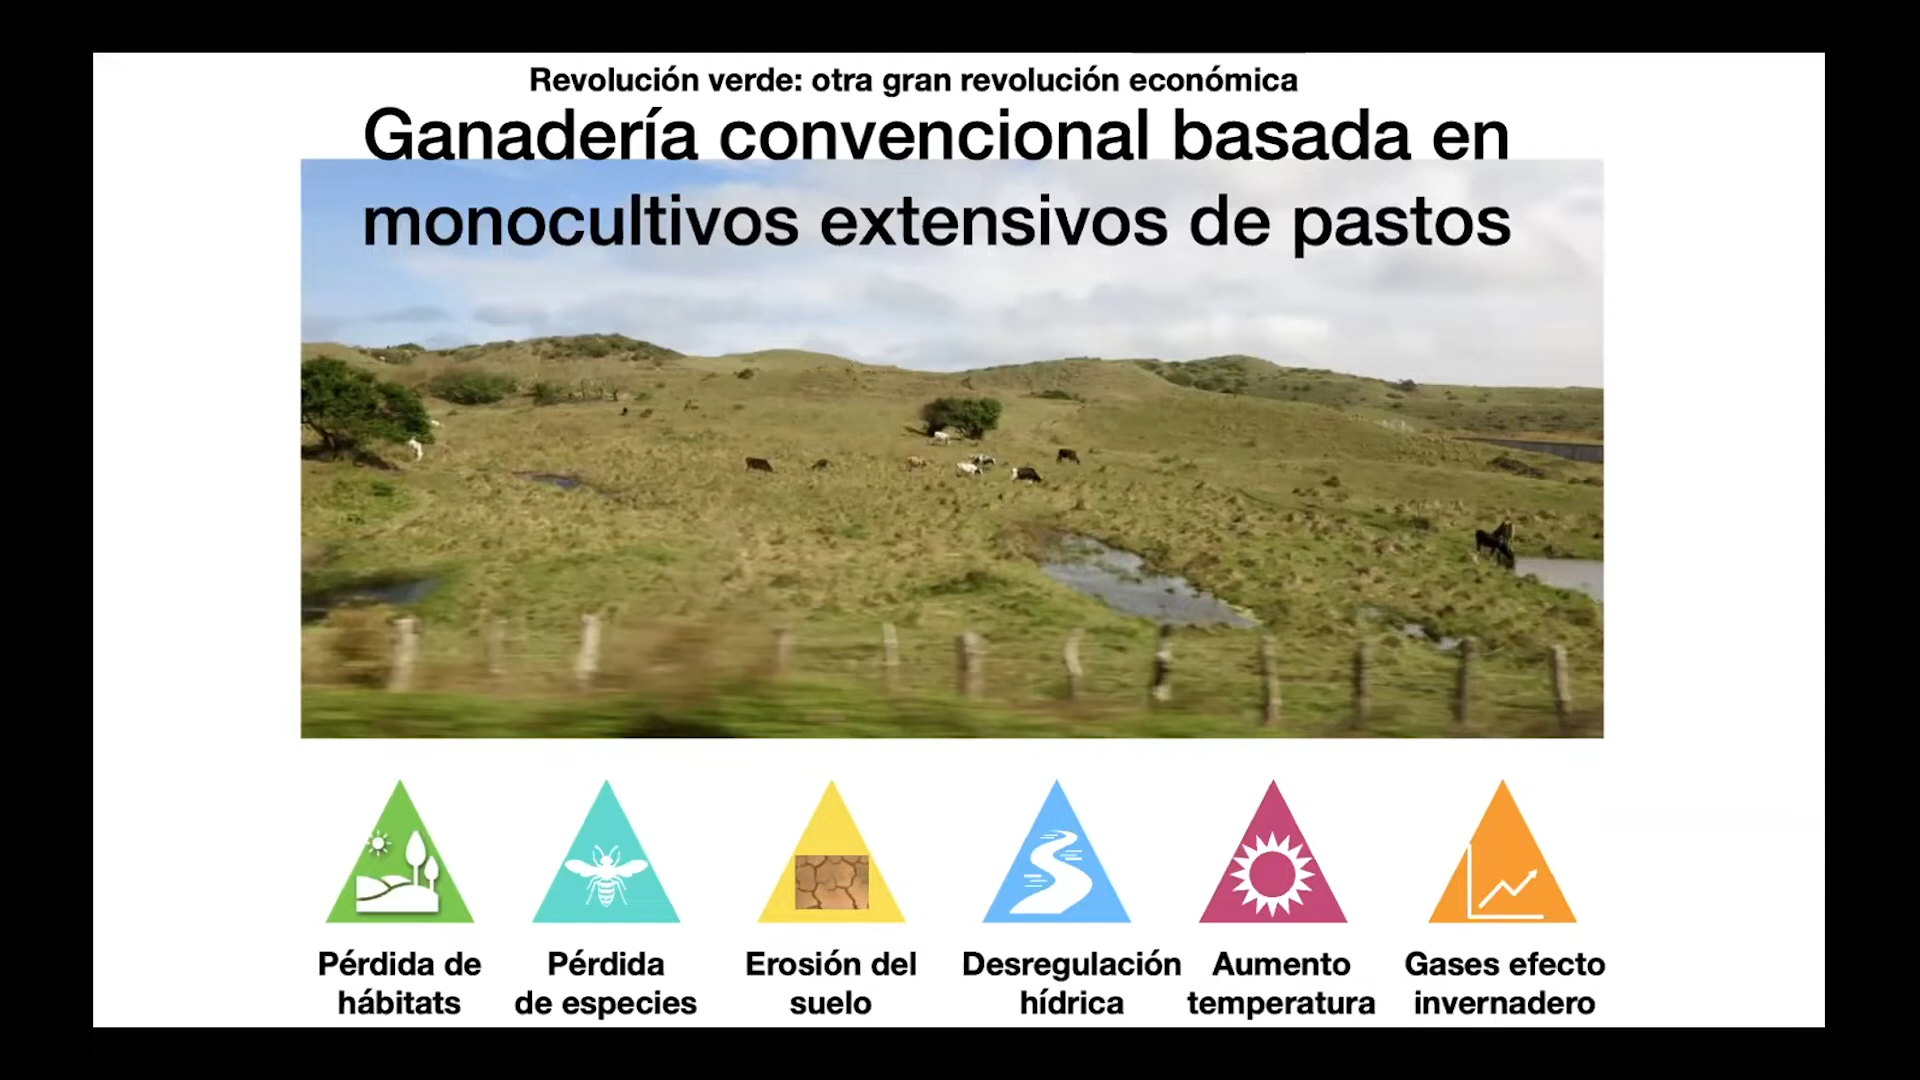 Revolución verde: otra gran revolución económica
Ganadería convencional basada en
monocultivos extensivos de pastos
Pérdida de
hábitats
Pérdida
de especies
Erosión del
suelo
Desregulación
hídrica
Aumento
temperatura
Gases efecto
invernadero